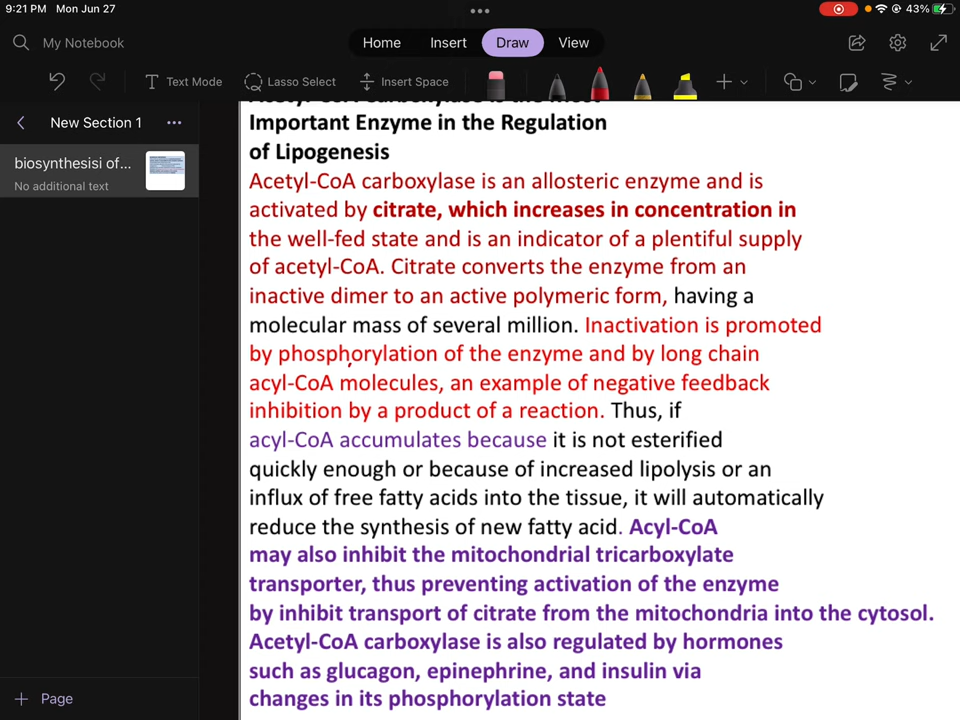 9:21 PM Mon Jun 27
43%
My Notebook
Home Insert Draw View
Text Mode Lasso Select Insert Space
New Section 1
biosynthesisi of...
No additional text
Page
Important Enzyme in the Regulation
of Lipogenesis
Acetyl-CoA carboxylase is an allosteric enzyme and is
activated by citrate, which increases in concentration in
the well-fed state and is an indicator of a plentiful supply
of acetyl-CoA. Citrate converts the enzyme from an
inactive dimer to an active polymeric form, having a
molecular mass of several million. Inactivation is promoted
by phosphorylation of the enzyme and by long chain
acyl-CoA molecules, an example of negative feedback
inhibition by a product of a reaction. Thus, if
acyl-CoA accumulates because it is not esterified
quickly enough or because of increased lipolysis or an
influx of free fatty acids into the tissue, it will automatically
reduce the synthesis of new fatty acid. Acyl-CoA
may also inhibit the mitochondrial tricarboxylate
transporter, thus preventing activation of the enzyme
by inhibit transport of citrate from the mitochondria into the cytosol.
Acetyl-CoA carboxylase is also regulated by hormones
such as glucagon, epinephrine, and insulin via
changes in its phosphorylation state